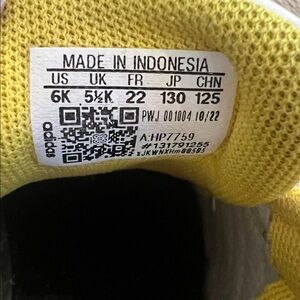 MADE IN INDONESIA
US UK FR JP CHN
6K 5½K 22 130 125
PWJ 001004 10/22
A:HP7759
#131791255
adidas